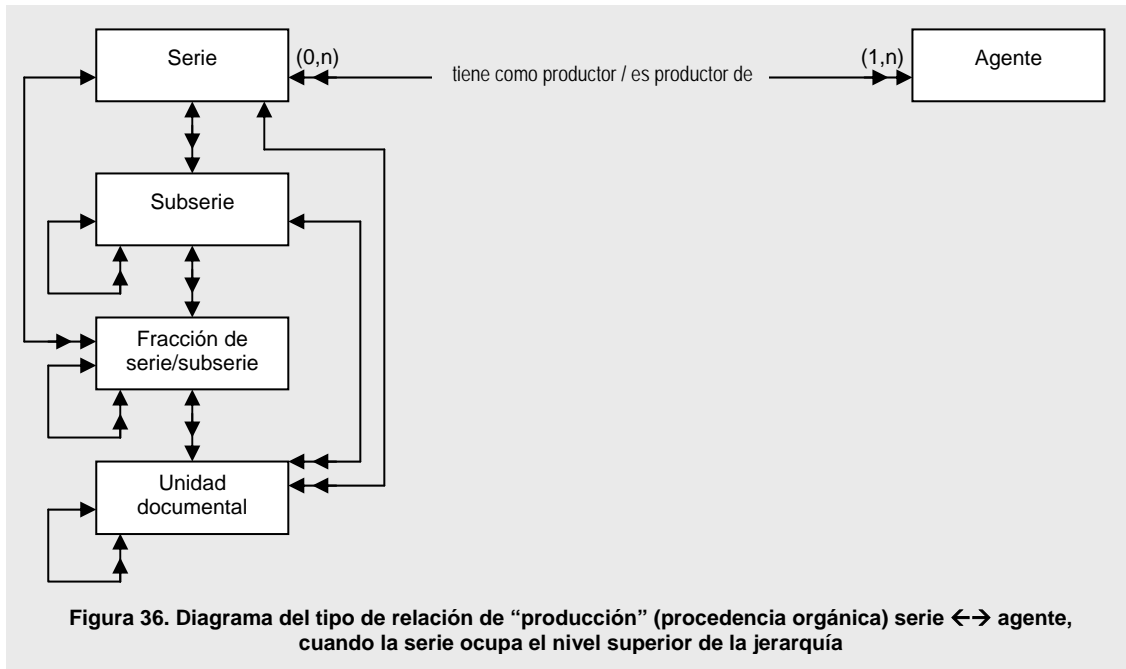 Serie
(0,n)
tiene como productor / es productor de
(1,n)
Agente
Subserie
Fracción de
serie/subserie
Unidad
documental
Figura 36. Diagrama del tipo de relación de “producción” (procedencia orgánica) serie ←→ agente,
cuando la serie ocupa el nivel superior de la jerarquía